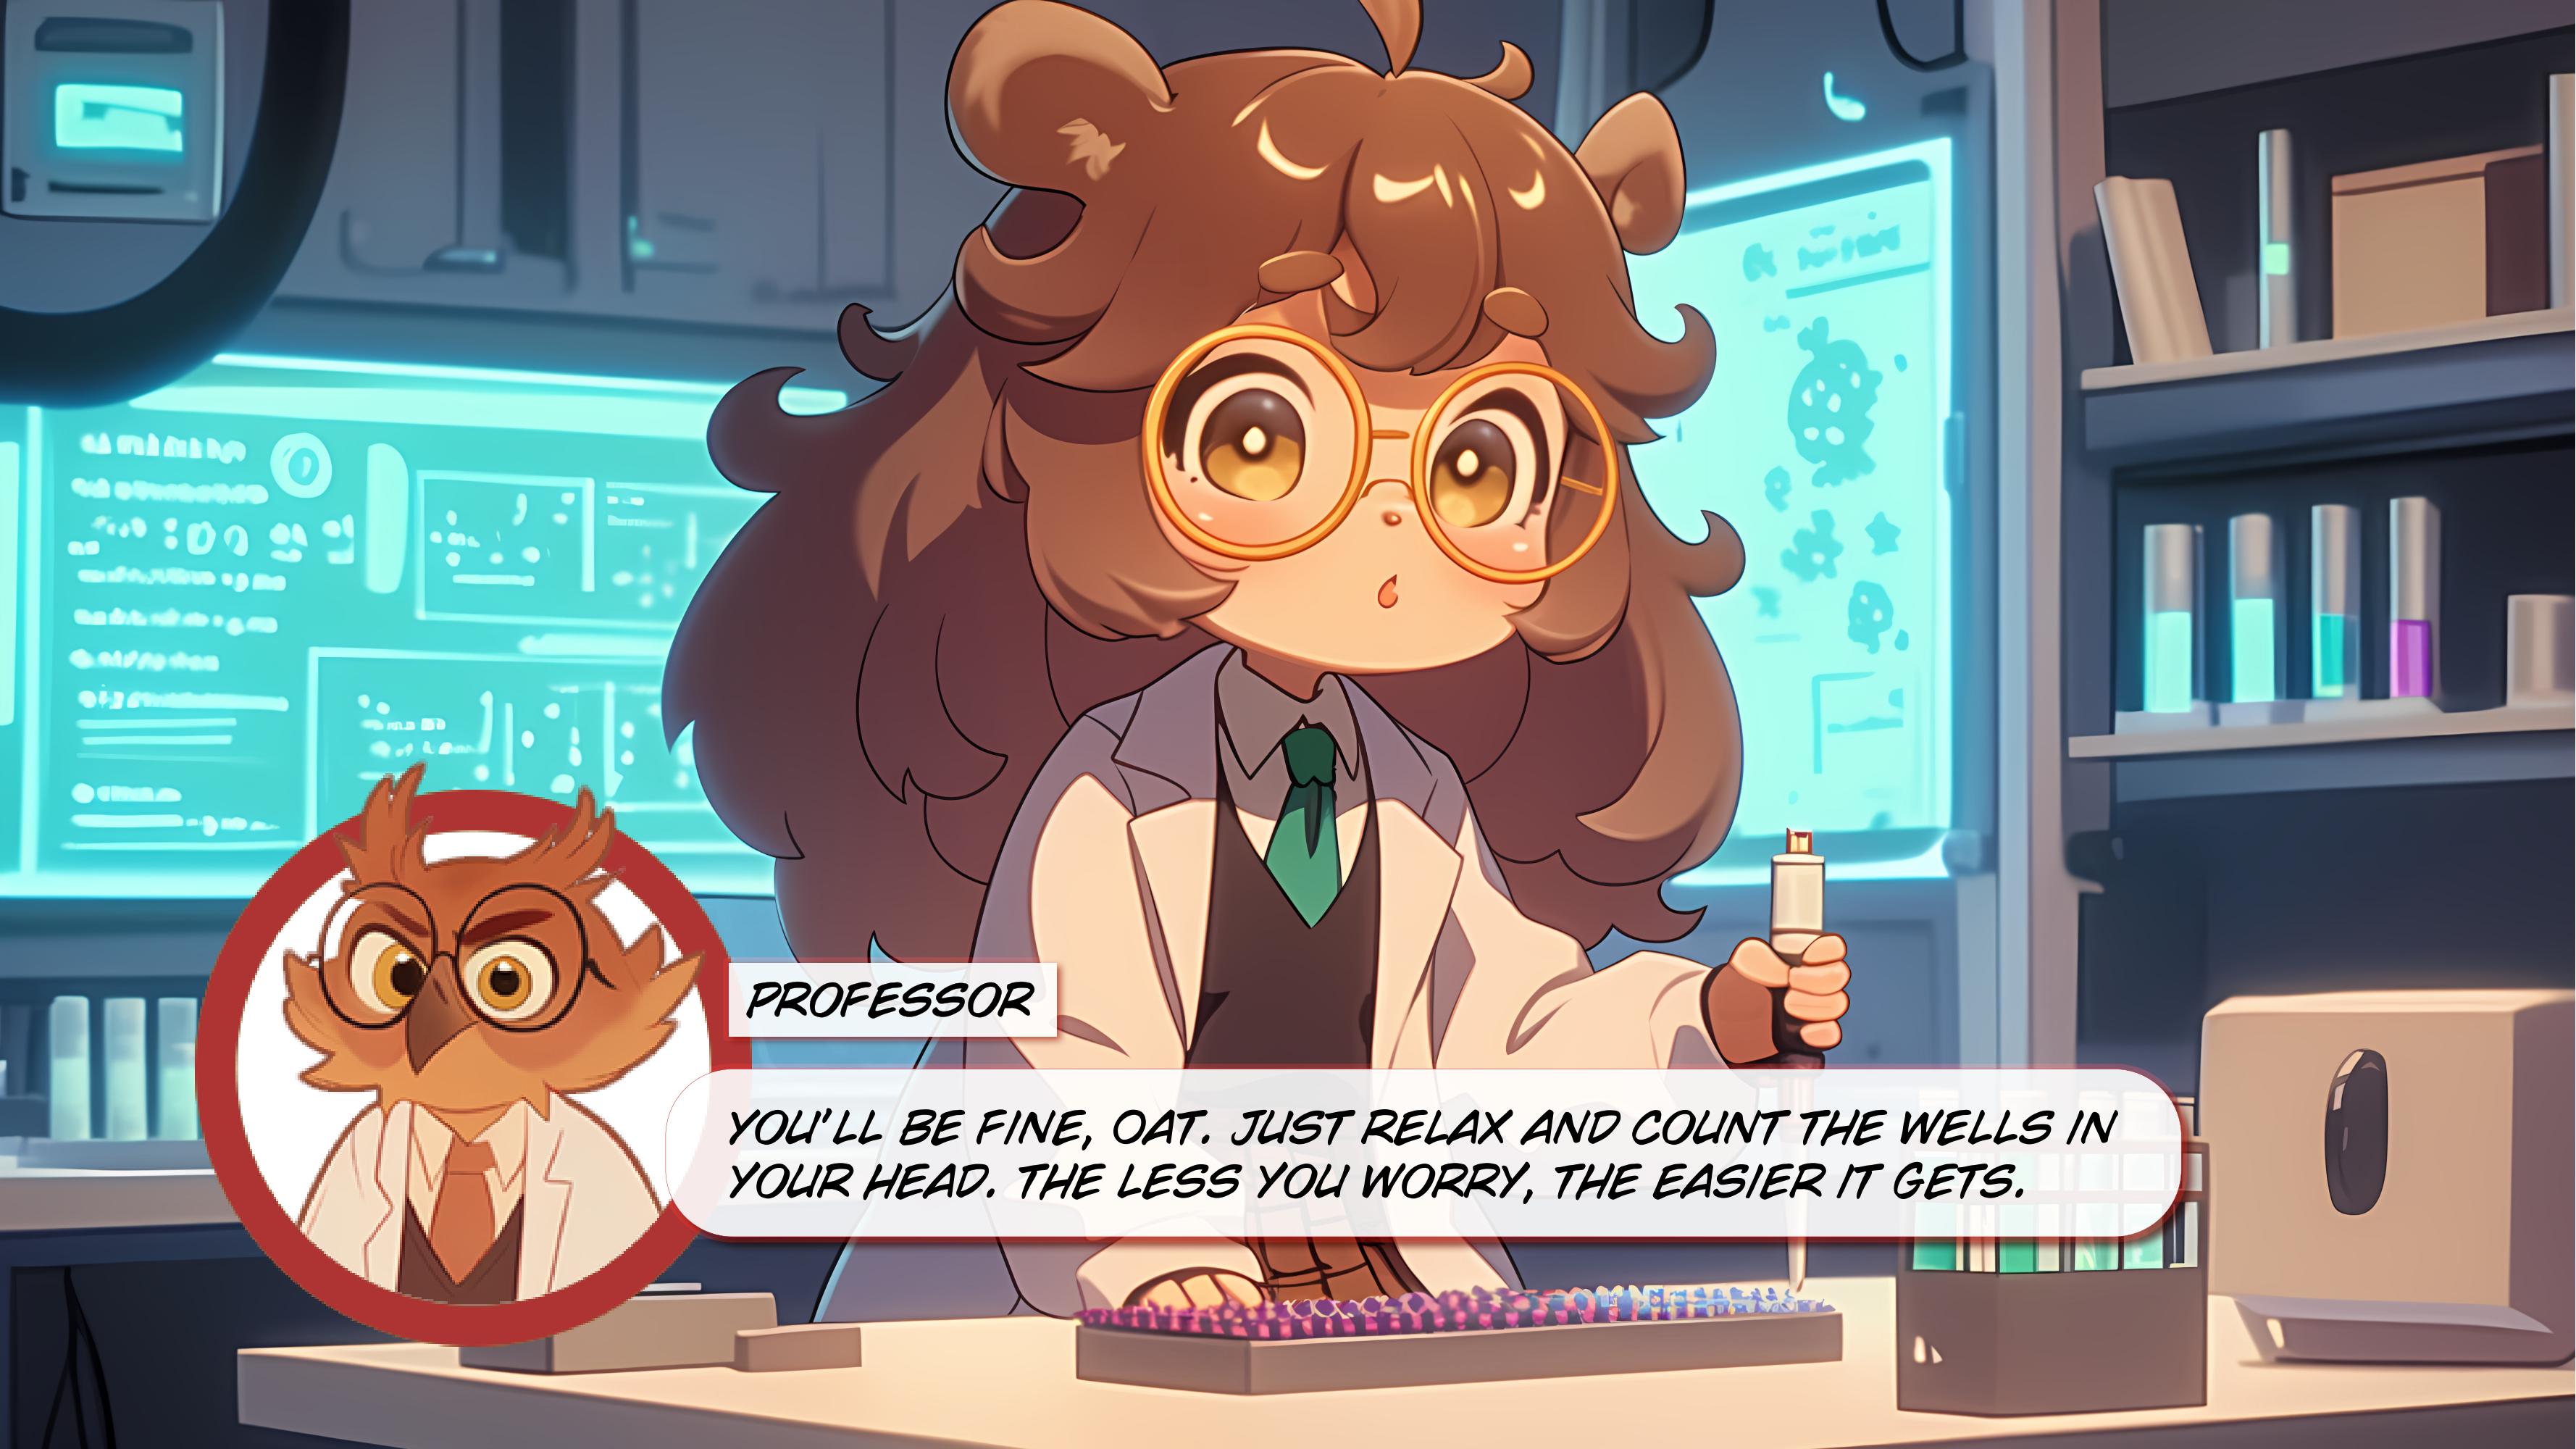 PROFESSOR
YOU'LL BE FINE, OAT. JUST RELAX AND COUNT THE WELLS IN
YOUR HEAD. THE LESS YOU WORRY, THE EASIER IT GETS.